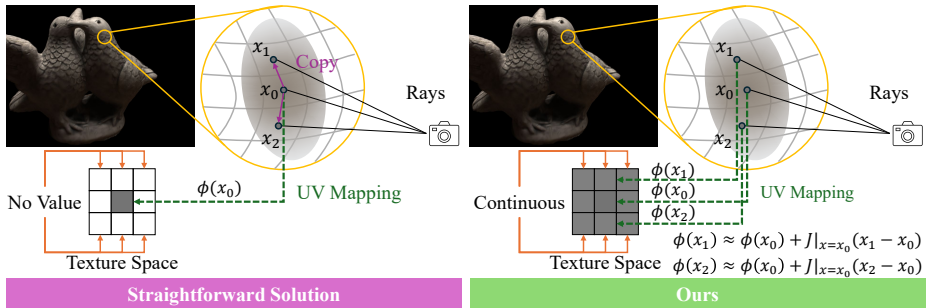 x₁
Copy
x₀
x₂
Rays
ϕ(x₀)
No Value
UV Mapping
Texture Space
Straightforward Solution
x₁
x₀
x₂
Rays
ϕ(x₁)
ϕ(x₀)
ϕ(x₂)
Continuous
UV Mapping
ϕ(x₁) ≈ ϕ(x₀) + J|ₓ₌ₓ₀(x₁ − x₀)
ϕ(x₂) ≈ ϕ(x₀) + J|ₓ₌ₓ₀(x₂ − x₀)
Texture Space
Ours